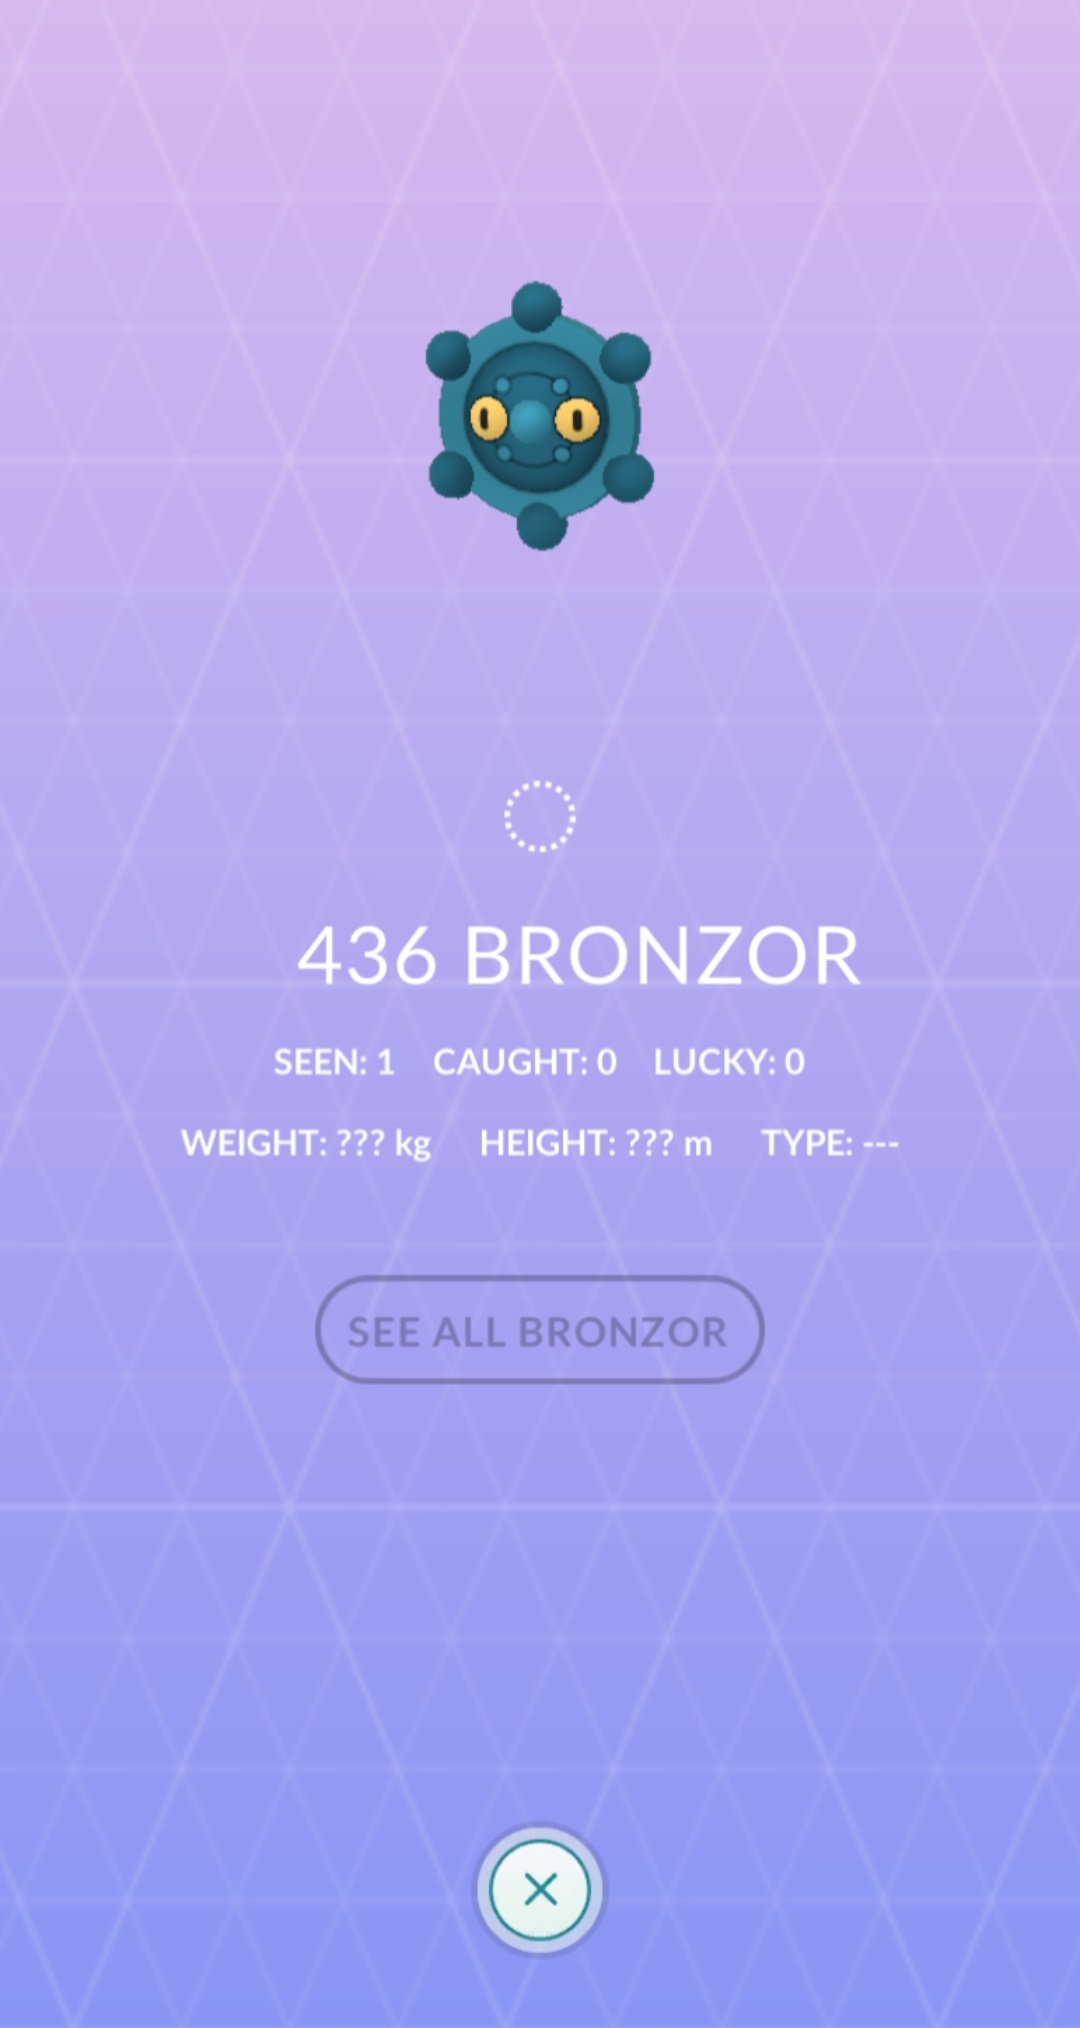 436 BRONZOR
SEEN: 1 CAUGHT: 0 LUCKY: 0
WEIGHT: ??? kg HEIGHT: ??? m TYPE: ---
SEE ALL BRONZOR